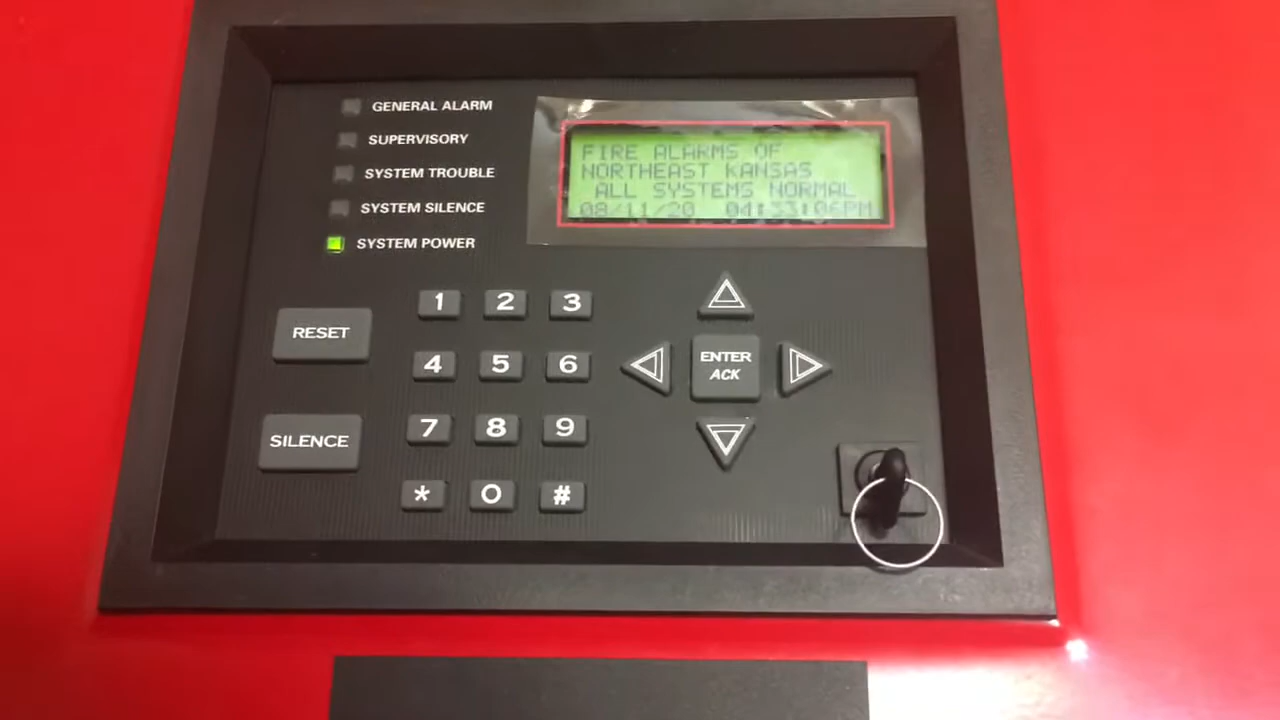 GENERAL ALARM
SUPERVISORY
SYSTEM TROUBLE
SYSTEM SILENCE
SYSTEM POWER
FIRE ALARMS OF
NORTHEAST KANSAS
ALL SYSTEMS NORMAL
08/11/20 04:33:06PM
RESET
SILENCE
1 2 3
4 5 6
7 8 9
* 0 #
ENTER
ACK